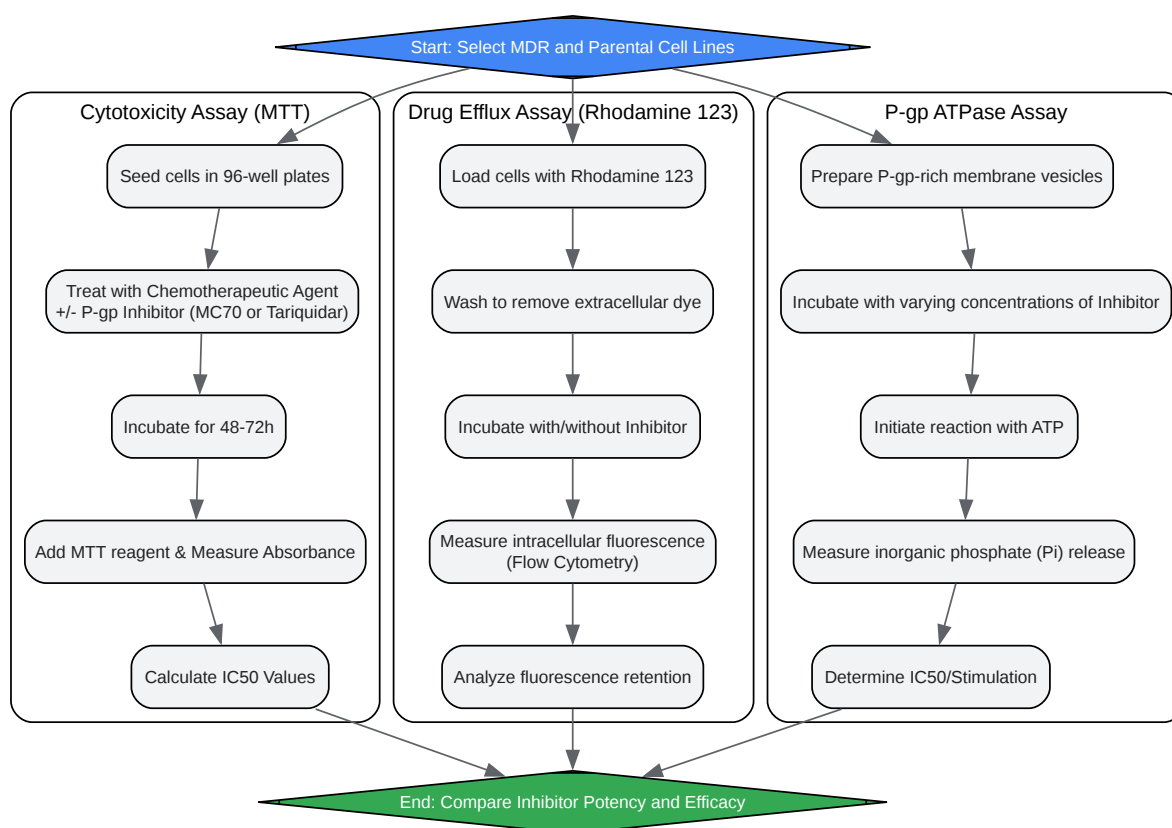 Start: Select MDR and Parental Cell Lines
Cytotoxicity Assay (MTT)
Seed cells in 96-well plates
Treat with Chemotherapeutic Agent
+/- P-gp Inhibitor (MC70 or Tariquidar)
Incubate for 48-72h
Add MTT reagent & Measure Absorbance
Calculate IC50 Values
Drug Efflux Assay (Rhodamine 123)
Load cells with Rhodamine 123
Wash to remove extracellular dye
Incubate with/without Inhibitor
Measure intracellular fluorescence
(Flow Cytometry)
Analyze fluorescence retention
P-gp ATPase Assay
Prepare P-gp-rich membrane vesicles
Incubate with varying concentrations of Inhibitor
Initiate reaction with ATP
Measure inorganic phosphate (Pi) release
Determine IC50/Stimulation
End: Compare Inhibitor Potency and Efficacy